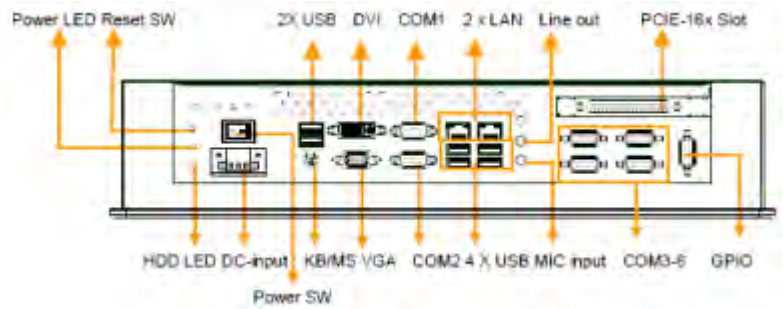 Power LED Reset SW 2X USB DVI COM1 2 x LAN Line out PCIE-16x Slot
HDD LED DC-input KB/MS VGA COM2 4 X USB MIC input COM3-6 GPIO
Power SW